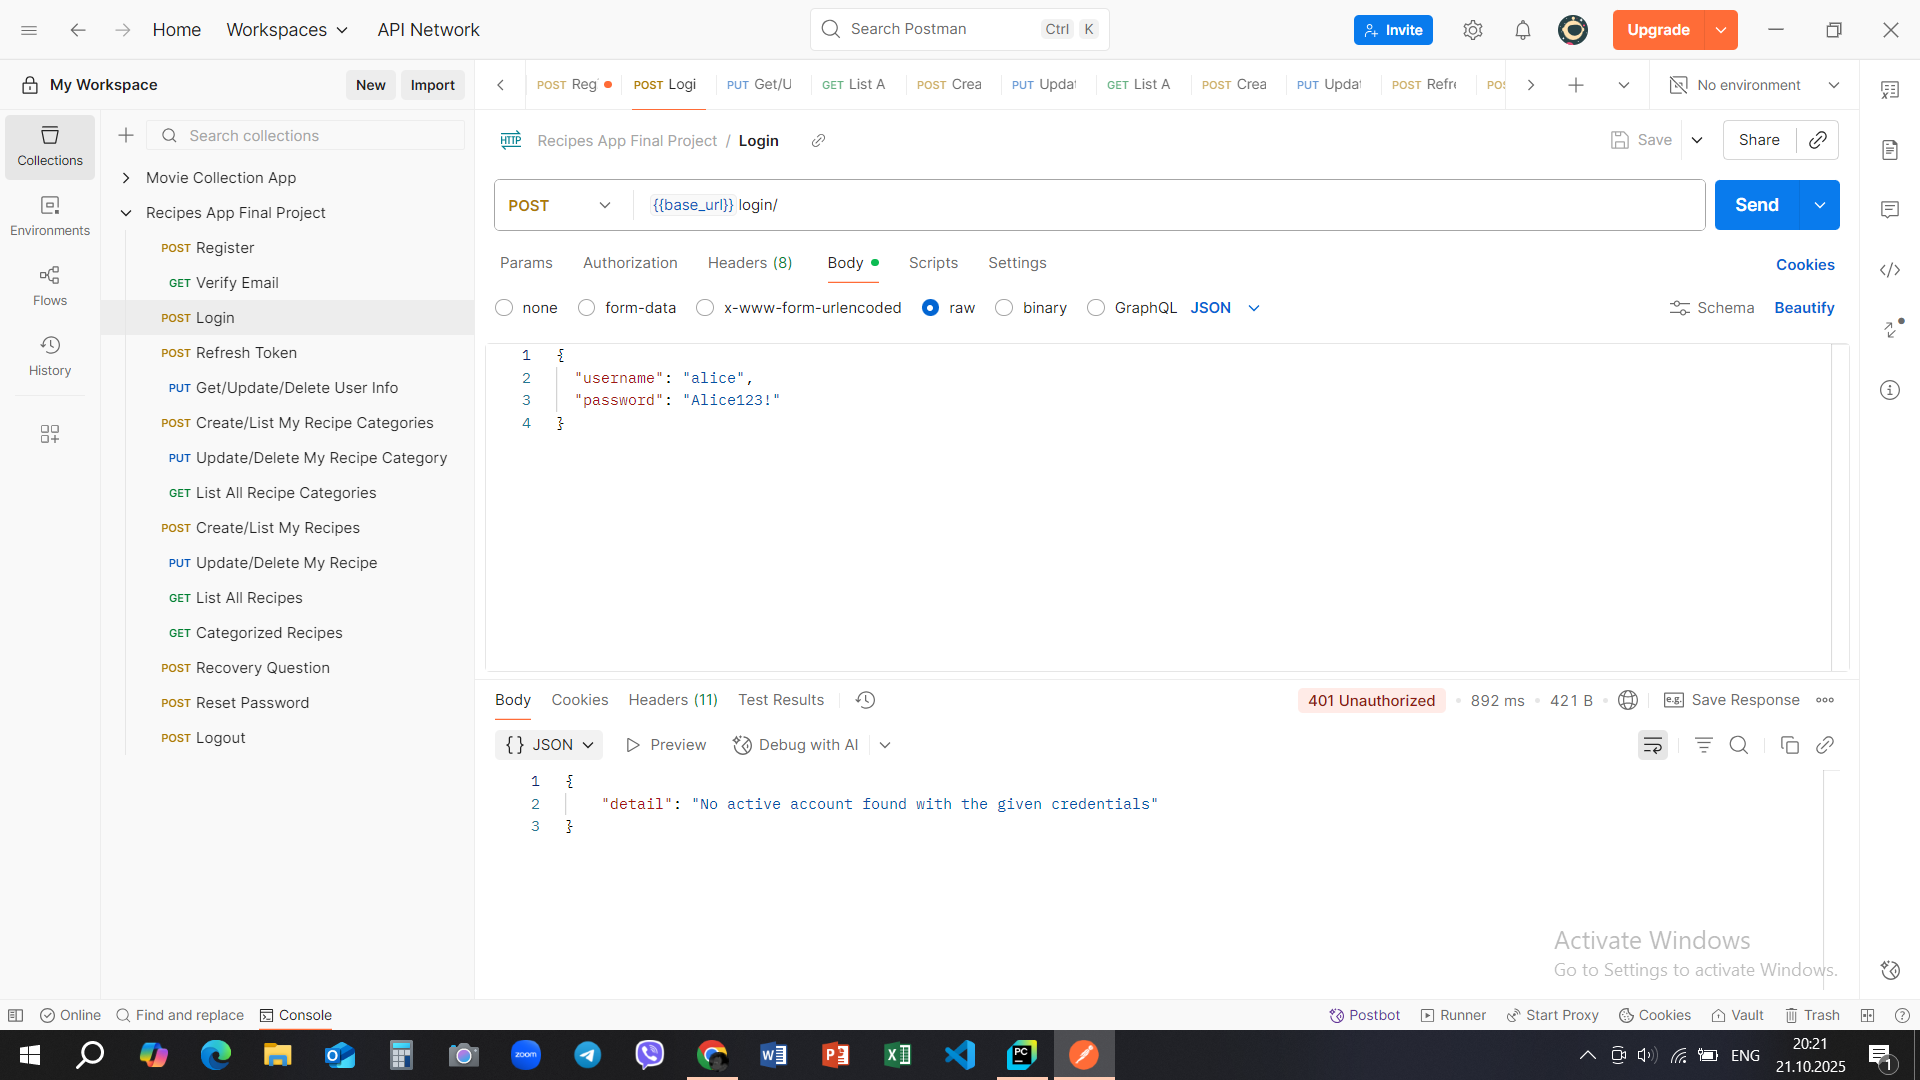 Home
Workspaces
API Network
Search Postman
Ctrl
K
Invite
Upgrade
My Workspace
New
Import
POST Reg
POST Logi
PUT Get/U
GET List A
POST Crea
PUT Updat
GET List A
POST Crea
PUT Updat
POST Refre
POS
No environment
Collections
Environments
Flows
History
Search collections
Movie Collection App
Recipes App Final Project
POST Register
GET Verify Email
POST Login
POST Refresh Token
PUT Get/Update/Delete User Info
POST Create/List My Recipe Categories
PUT Update/Delete My Recipe Category
GET List All Recipe Categories
POST Create/List My Recipes
PUT Update/Delete My Recipe
GET List All Recipes
GET Categorized Recipes
POST Recovery Question
POST Reset Password
POST Logout
HTTP
Recipes App Final Project / Login
Save
Share
POST
{{base_url}} login/
Send
Params
Authorization
Headers (8)
Body
Scripts
Settings
Cookies
none
form-data
x-www-form-urlencoded
raw
binary
GraphQL
JSON
Schema
Beautify
1 {
2 "username": "alice",
3 "password": "Alice123!"
4 }
Body
Cookies
Headers (11)
Test Results
401 Unauthorized
892 ms
421 B
e.g.
Save Response
{} JSON
Preview
Debug with AI
1 {
2 "detail": "No active account found with the given credentials"
3 }
Activate Windows
Go to Settings to activate Windows.
Online
Find and replace
Console
Postbot
Runner
Start Proxy
Cookies
Vault
Trash
zoom
PC
ENG
20:21
21.10.2025
1